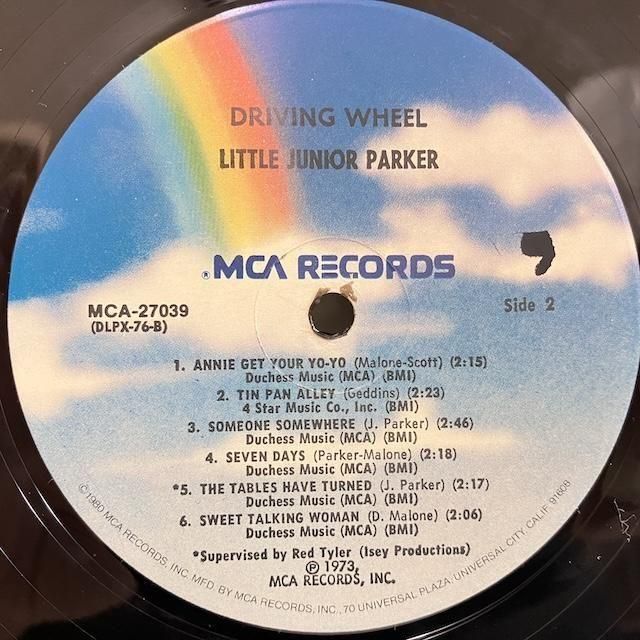 DRIVING WHEEL
LITTLE JUNIOR PARKER
®MCA RECORDS
MCA-27039
(DLPX-76-B)
Side 2
1. ANNIE GET YOUR YO-YO (Malone-Scott) (2:15)
Duchess Music (MCA) (BMI)
2. TIN PAN ALLEY (Geddins) (2:23)
4 Star Music Co., Inc. (BMI)
3. SOMEONE SOMEWHERE (J. Parker) (2:46)
Duchess Music (MCA) (BMI)
4. SEVEN DAYS (Parker-Malone) (2:18)
Duchess Music (MCA) (BMI)
*5. THE TABLES HAVE TURNED (J. Parker) (2:17)
Duchess Music (MCA) (BMI)
6. SWEET TALKING WOMAN (D. Malone) (2:06)
Duchess Music (MCA) (BMI)
*Supervised by Red Tyler (Isey Productions)
℗ 1973,
MCA RECORDS, INC.
©1980 MCA RECORDS, INC. MFD. BY MCA RECORDS, INC., 70 UNIVERSAL PLAZA, UNIVERSAL CITY, CALIF. 91608